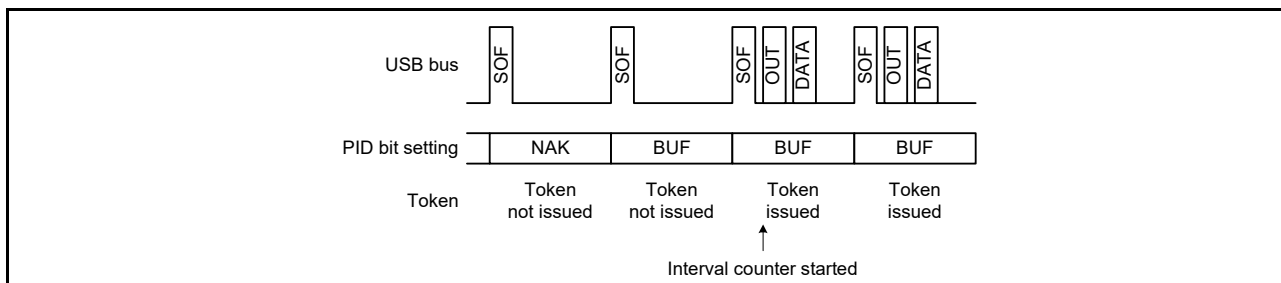 USB bus
SOF
SOF
SOF
OUT
DATA
SOF
OUT
DATA
PID bit setting
NAK
BUF
BUF
BUF
Token
Token
not issued
Token
not issued
Token
issued
Token
issued
Interval counter started